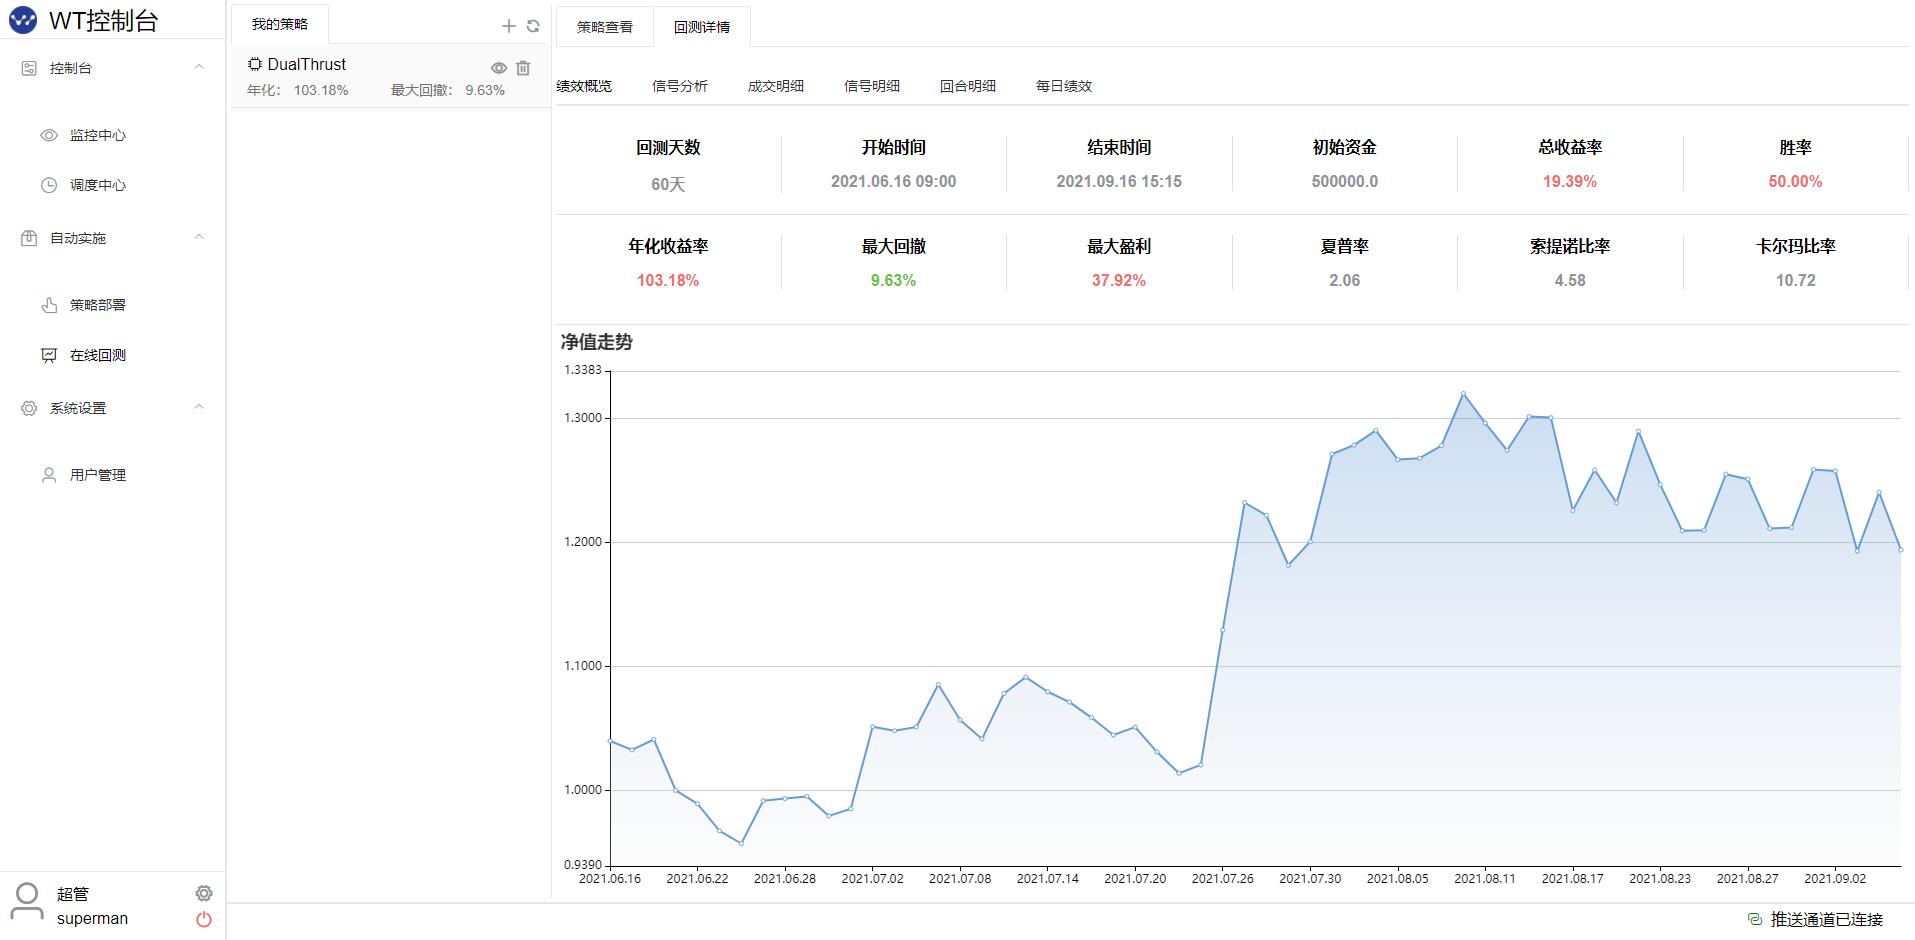 WT控制台
控制台
监控中心
调度中心
自动实施
策略部署
在线回测
系统设置
用户管理
超管
superman
我的策略
DualThrust
年化： 103.18% 最大回撤： 9.63%
策略查看 回测详情
绩效概览 信号分析 成交明细 信号明细 回合明细 每日绩效
回测天数 开始时间 结束时间 初始资金 总收益率 胜率
60天 2021.06.16 09:00 2021.09.16 15:15 500000.0 19.39% 50.00%
年化收益率 最大回撤 最大盈利 夏普率 索提诺比率 卡尔玛比率
103.18% 9.63% 37.92% 2.06 4.58 10.72
净值走势
1.3383
1.3000
1.2000
1.1000
1.0000
0.9390
2021.06.16 2021.06.22 2021.06.28 2021.07.02 2021.07.08 2021.07.14 2021.07.20 2021.07.26 2021.07.30 2021.08.05 2021.08.11 2021.08.17 2021.08.23 2021.08.27 2021.09.02
推送通道已连接